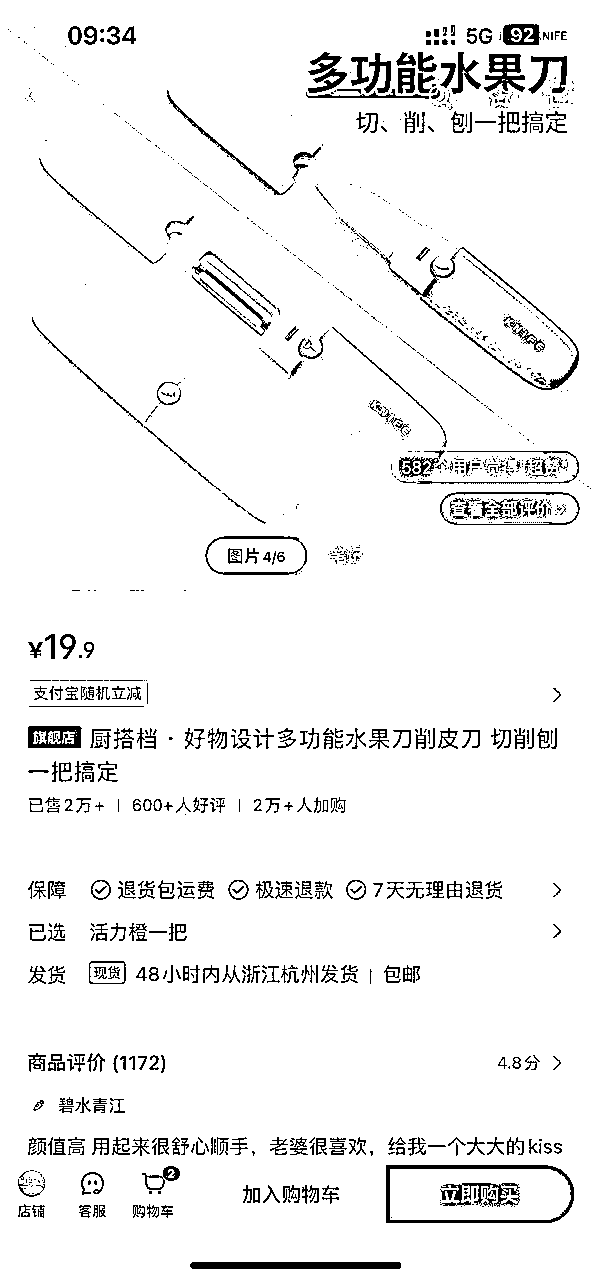 09:34
5G 92 KNIFE
多功能水果刀
切、削、刨一把搞定
582个用户觉得"超赞"
查看全部评价
图片 4/6
¥19.9
支付宝随机立减
旗舰店 厨搭档·好物设计多功能水果刀削皮刀 切削刨
一把搞定
已售2万+ | 600+人好评 | 2万+人加购
保障 退货包运费 极速退款 7天无理由退货
已选 活力橙一把
发货 现货 48小时内从浙江杭州发货 | 包邮
商品评价 (1172) 4.8分
碧水青江
颜值高 用起来很舒心顺手，老婆很喜欢，给我一个大大的kiss
店铺 客服 购物车 2 加入购物车 立即购买